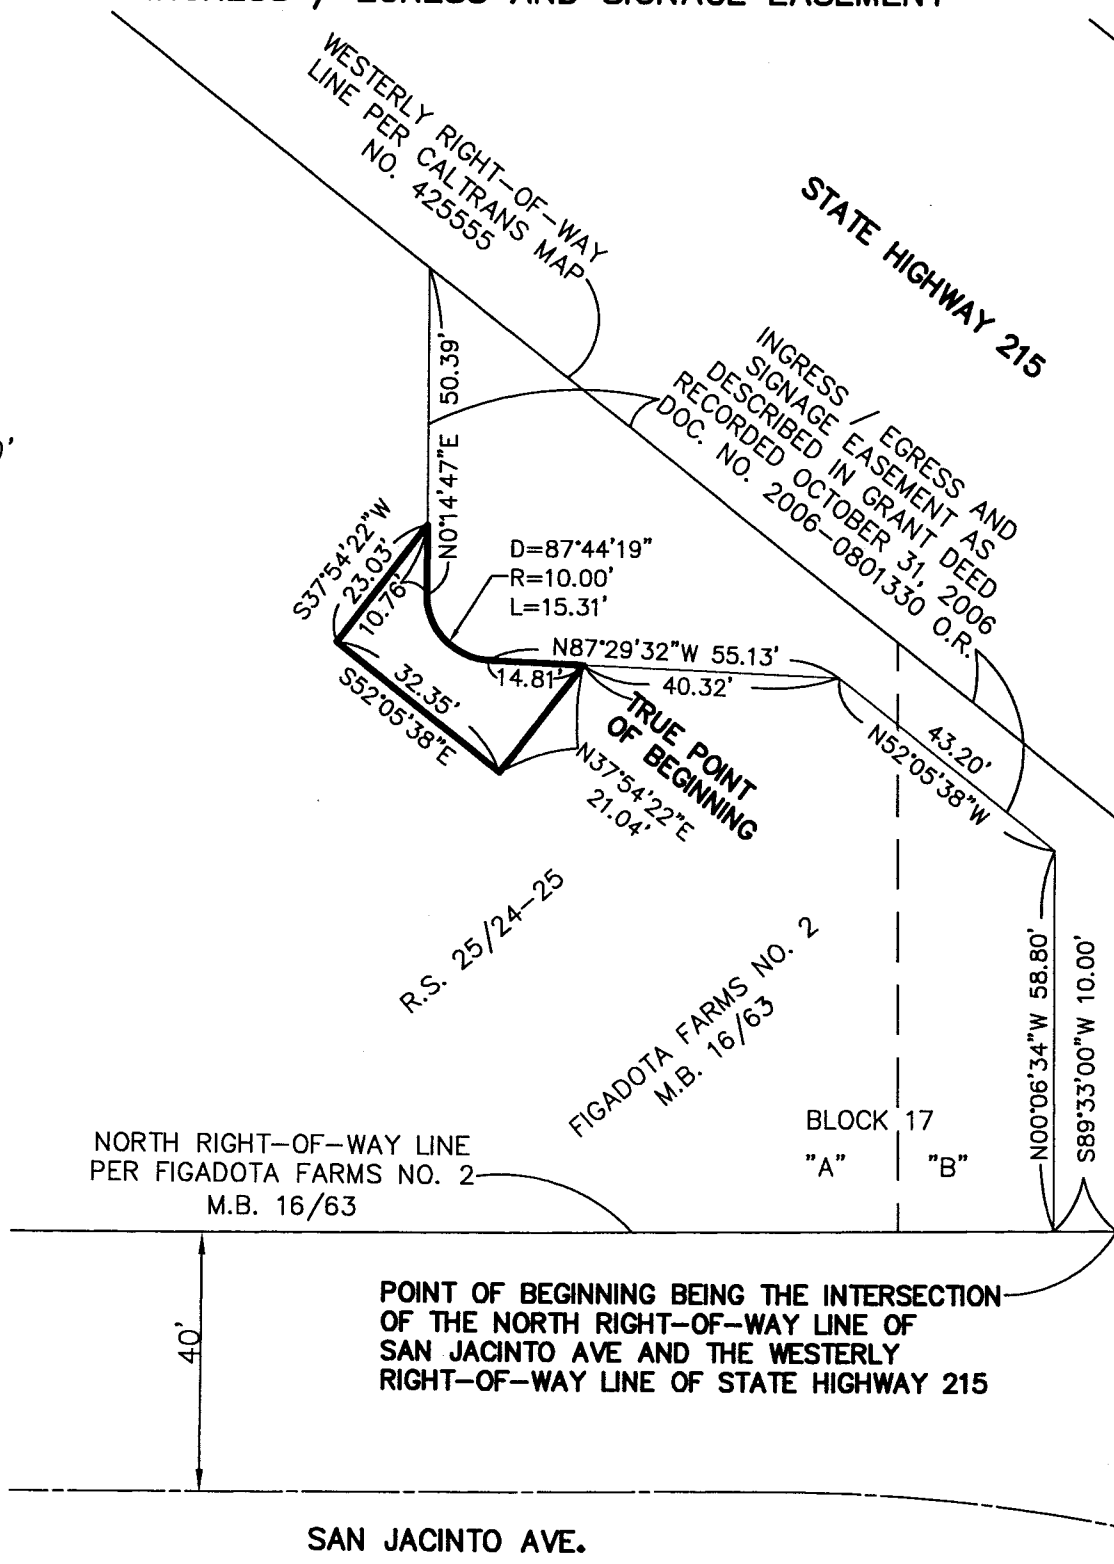 INGRESS / EGRESS AND SIGNAGE EASEMENT
WESTERLY RIGHT-OF-WAY
LINE PER CALTRANS MAP
NO. 425555
STATE HIGHWAY 215
INGRESS / EGRESS AND
SIGNAGE EASEMENT AS
DESCRIBED IN GRANT DEED
RECORDED OCTOBER 31, 2006
DOC. NO. 2006-0801330 O.R.
50.39'
N0°14'47"E
S37°54'22"W
23.03'
10.76'
D=87°44'19"
R=10.00'
L=15.31'
N87°29'32"W 55.13'
14.81'
40.32'
32.35'
S52°05'38"E
TRUE POINT
OF BEGINNING
N37°54'22"E
21.04'
43.20'
N52°05'38"W
R.S. 25/24-25
FIGADOTA FARMS NO. 2
M.B. 16/63
N00°06'34"W 58.80'
S89°33'00"W 10.00'
BLOCK 17
"A"
"B"
NORTH RIGHT-OF-WAY LINE
PER FIGADOTA FARMS NO. 2
M.B. 16/63
40'
POINT OF BEGINNING BEING THE INTERSECTION
OF THE NORTH RIGHT-OF-WAY LINE OF
SAN JACINTO AVE AND THE WESTERLY
RIGHT-OF-WAY LINE OF STATE HIGHWAY 215
SAN JACINTO AVE.